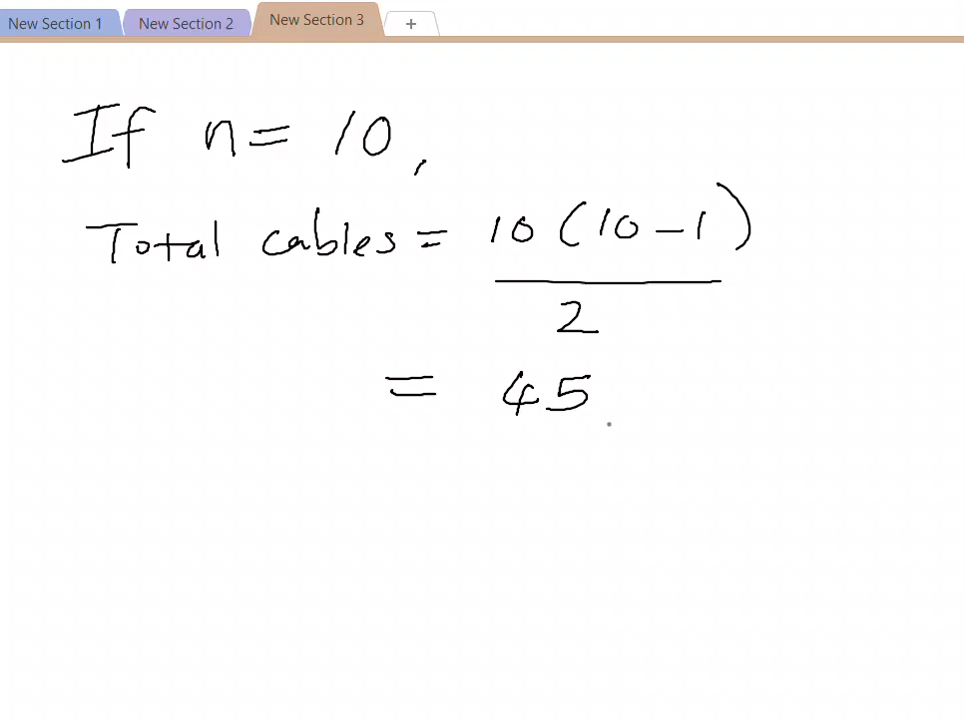 New Section 1 New Section 2 New Section 3 +
If n = 10,
Total cables = 10 (10 - 1)
2
= 45